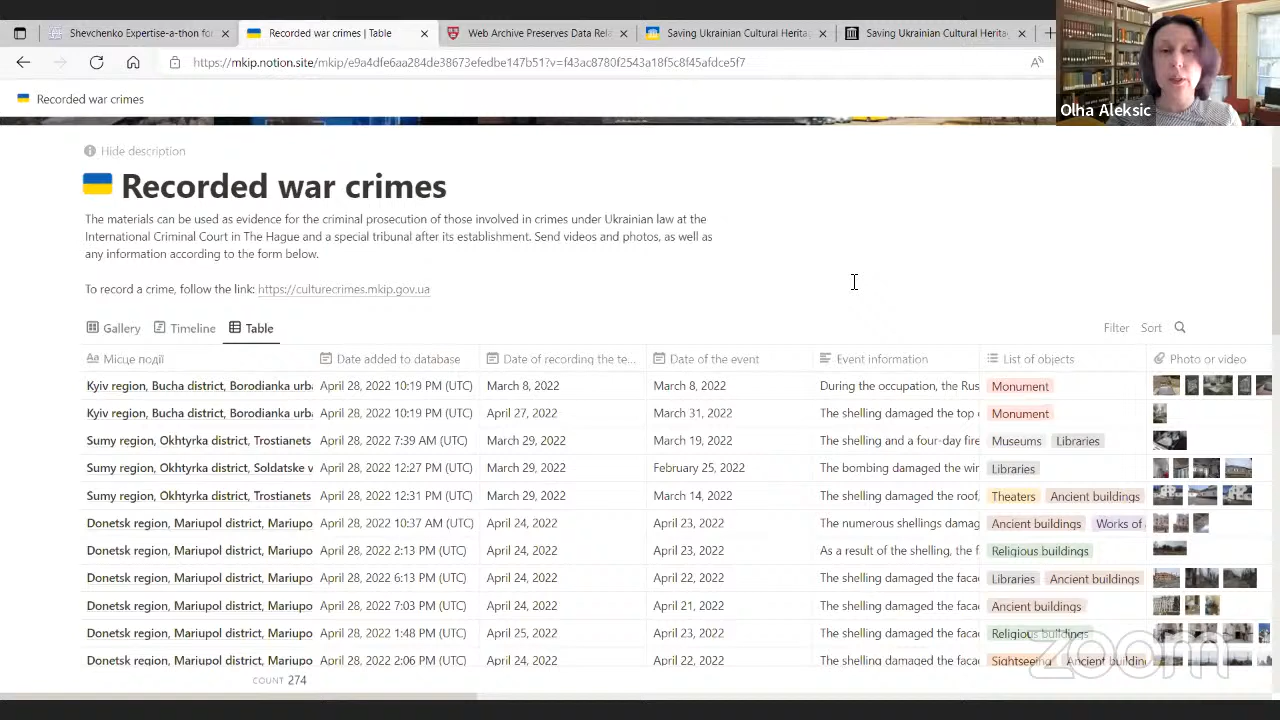 Shevchenko Expertise-a-thon for
Recorded war crimes | Table
Web Archive Preserves Data Rela
Saving Ukrainian Cultural Heritag
Saving Ukrainian Cultural Heritag
Recorded war crimes
Olha Aleksic
Hide description
Recorded war crimes
The materials can be used as evidence for the criminal prosecution of those involved in crimes under Ukrainian law at the
International Criminal Court in The Hague and a special tribunal after its establishment. Send videos and photos, as well as
any information according to the form below.
To record a crime, follow the link: https://culturecrimes.mkip.gov.ua
Gallery Timeline Table Filter Sort
Місце події Date added to database Date of recording the te... Date of the event Event information List of objects Photo or video
Kyiv region, Bucha district, Borodianka urba April 28, 2022 10:19 PM (UTC) March 8, 2022 March 8, 2022 During the occupation, the Rus Monument
Kyiv region, Bucha district, Borodianka urba April 28, 2022 10:19 PM (UTC) April 27, 2022 March 31, 2022 The shelling damaged the top Monument
Sumy region, Okhtyrka district, Trostianets April 28, 2022 7:39 AM (UTC) March 29, 2022 March 19, 2022 The shelling and a four-day fire Museums Libraries
Sumy region, Okhtyrka district, Soldatske v April 28, 2022 12:27 PM (UTC) March 29, 2022 February 25, 2022 The bombing damaged the win Libraries
Sumy region, Okhtyrka district, Trostianets April 28, 2022 12:31 PM (UTC) March 29, 2022 March 14, 2022 The shelling damaged the roof, Theaters Ancient buildings
Donetsk region, Mariupol district, Mariupo April 28, 2022 10:37 AM (UTC) April 24, 2022 April 23, 2022 The numerous shellings damag Ancient buildings Works of
Donetsk region, Mariupol district, Mariupo April 28, 2022 2:13 PM (UTC) April 24, 2022 April 23, 2022 As a result of the shelling, the f Religious buildings
Donetsk region, Mariupol district, Mariupo April 28, 2022 6:13 PM (UTC) April 24, 2022 April 22, 2022 The shelling damaged the faca Libraries Ancient buildings
Donetsk region, Mariupol district, Mariupo April 28, 2022 7:03 PM (UTC) April 24, 2022 April 21, 2022 The shelling damaged the faca Ancient buildings
Donetsk region, Mariupol district, Mariupo April 28, 2022 1:48 PM (UTC) April 25, 2022 April 23, 2022 The shelling damaged the faca Religious buildings
Donetsk region, Mariupol district, Mariupo April 28, 2022 2:06 PM (UTC) April 24, 2022 April 22, 2022 The shelling damaged the faca Sightseeing Ancient buildin
COUNT 274
zoom